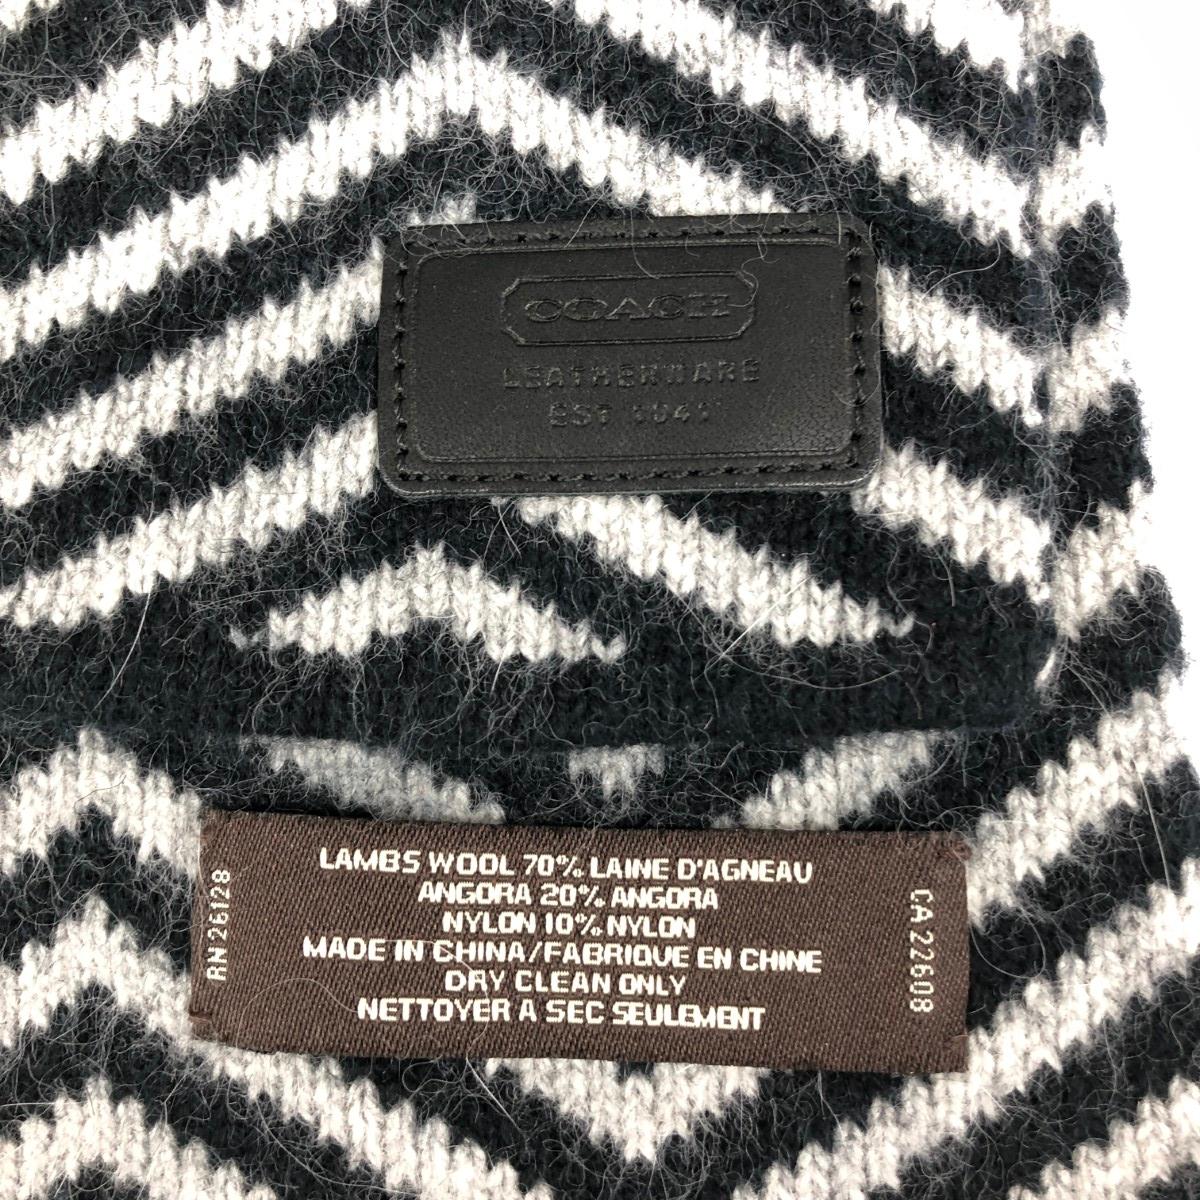 COACH
LEATHERWARE
EST 1941
LAMBS WOOL 70% LAINE D'AGNEAU
ANGORA 20% ANGORA
NYLON 10% NYLON
MADE IN CHINA/FABRIQUE EN CHINE
DRY CLEAN ONLY
NETTOYER A SEC SEULEMENT
RN 26128
CA 22608